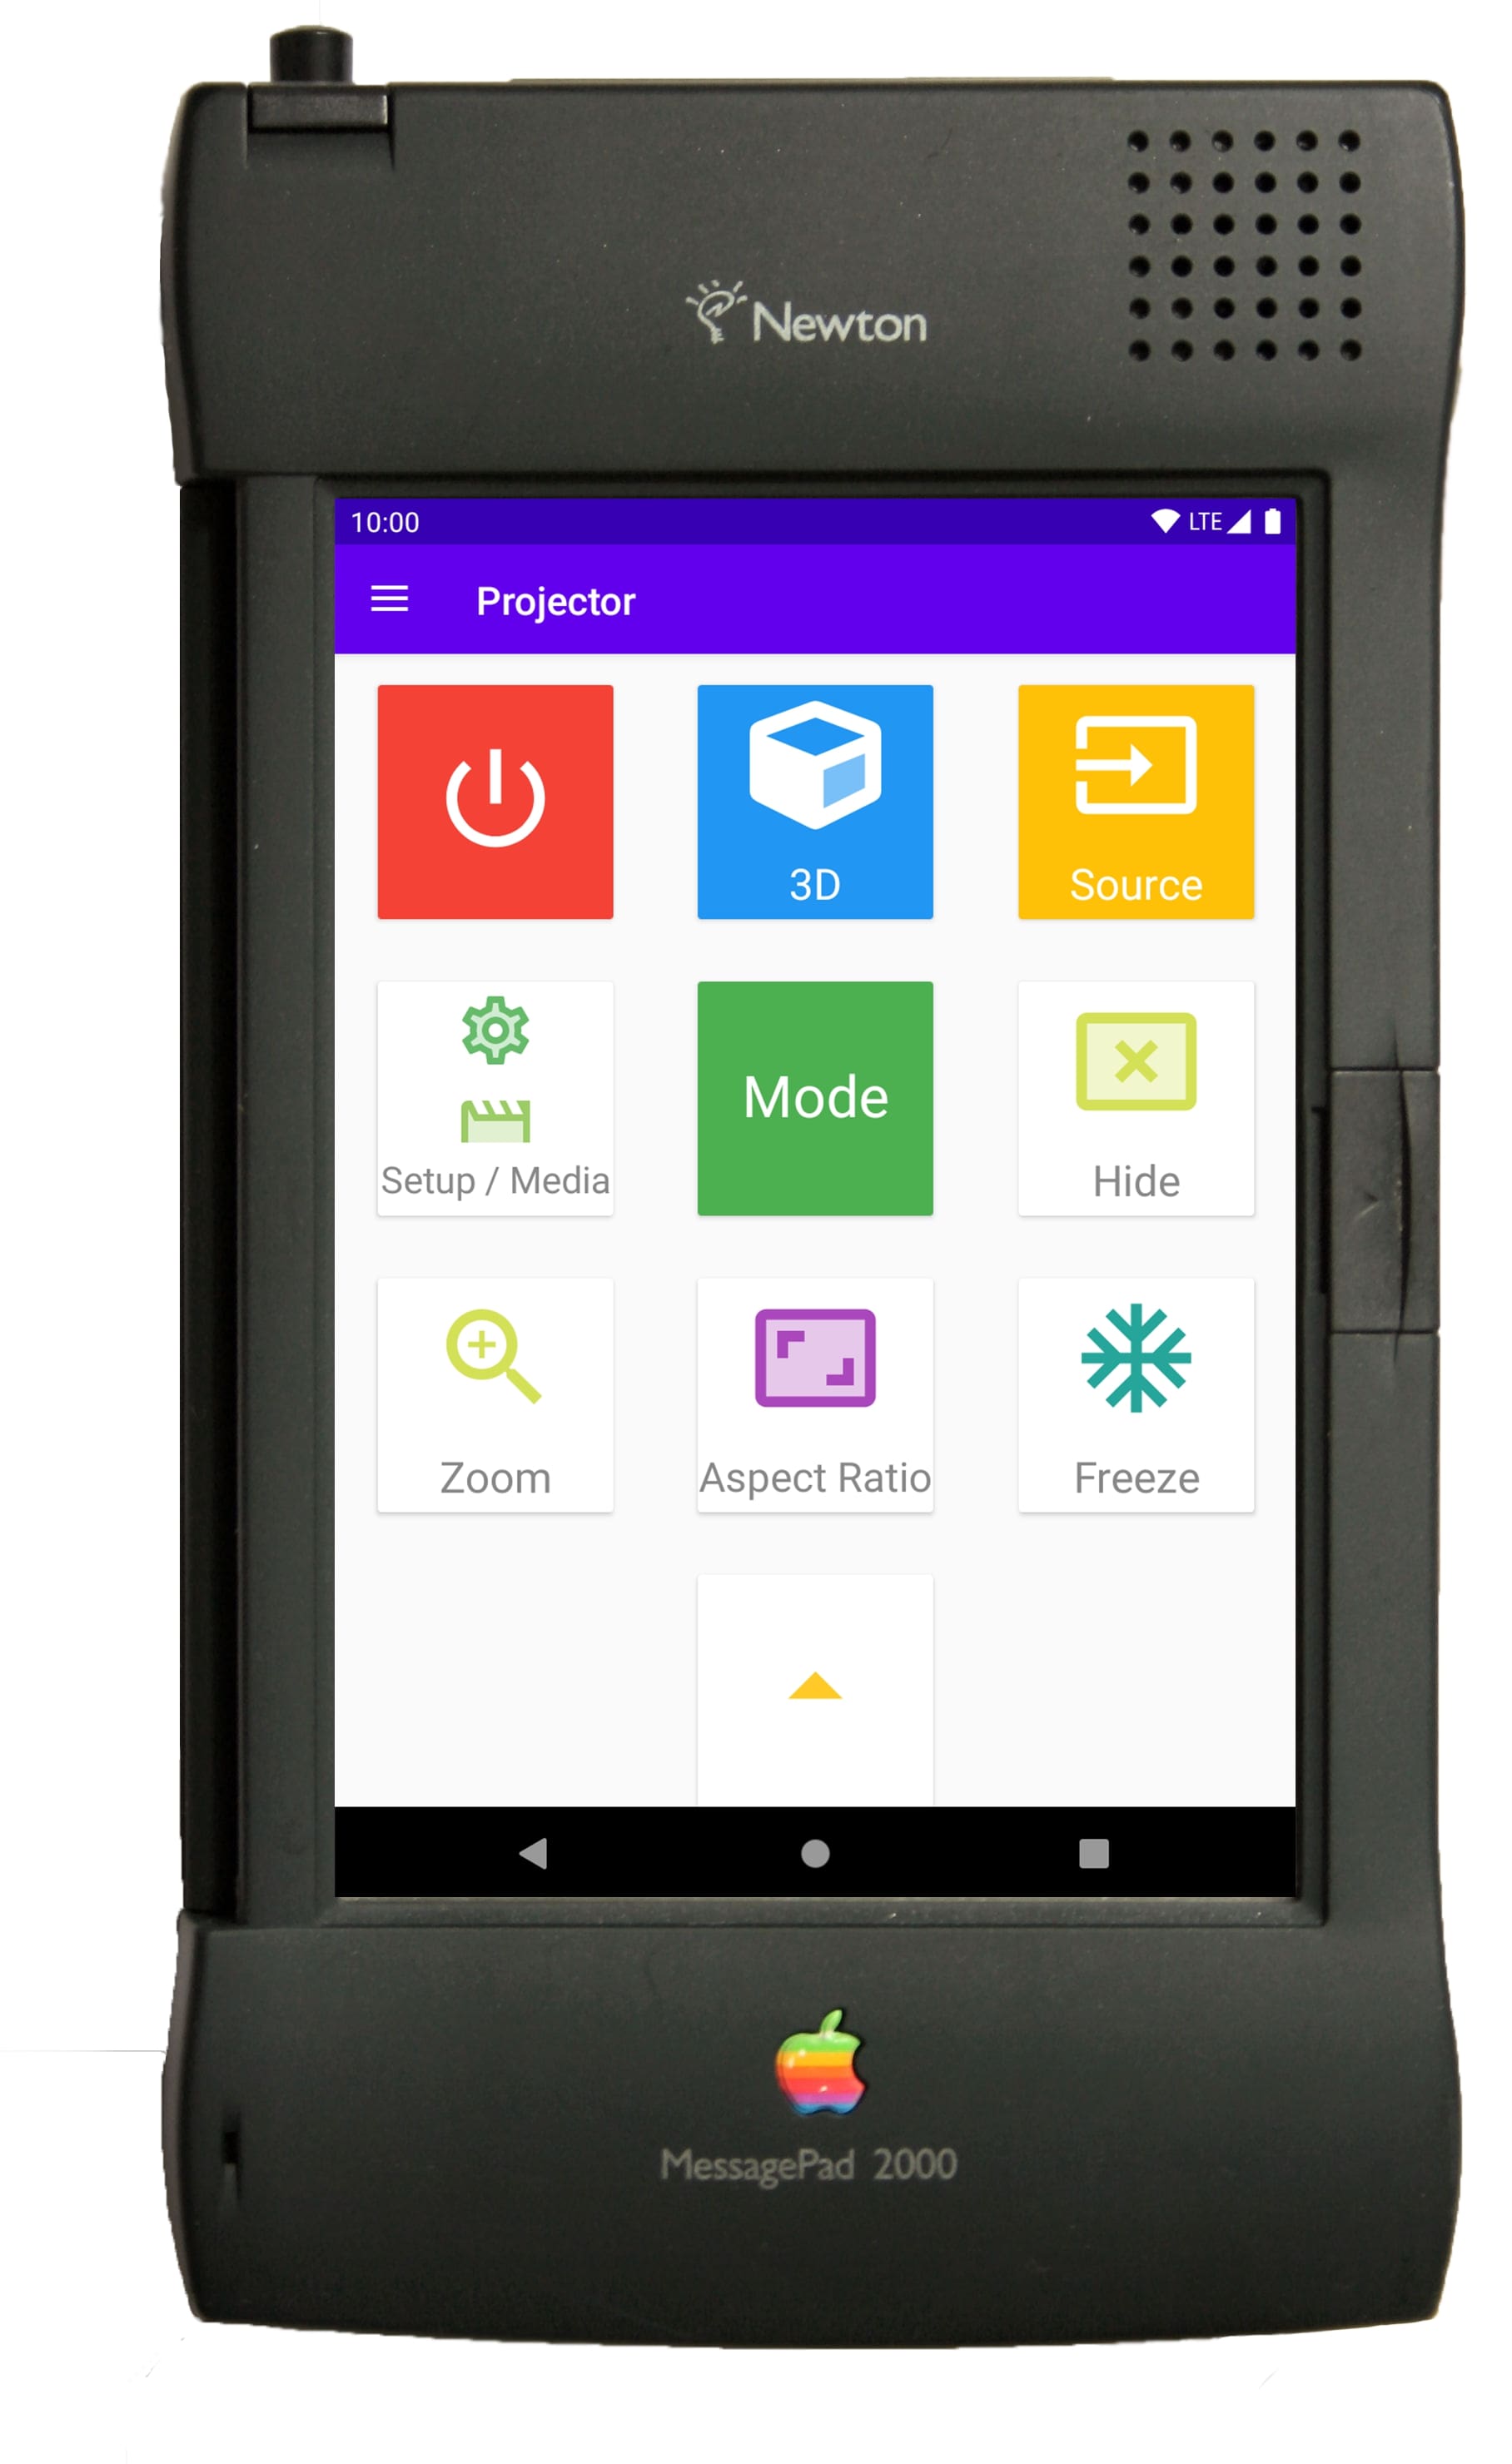 Newton
10:00 LTE
Projector
3D
Source
Setup / Media
Mode
Hide
Zoom
Aspect Ratio
Freeze
MessagePad 2000